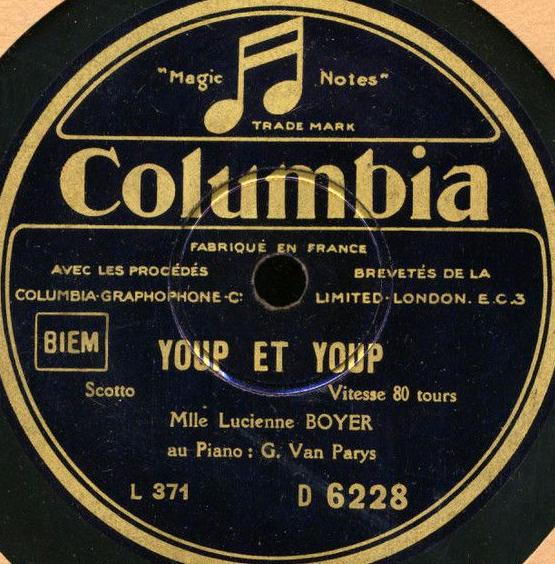 "Magic Notes"
TRADE MARK
Columbia
FABRIQUÉ EN FRANCE
AVEC LES PROCÉDÉS BREVETÉS DE LA
COLUMBIA-GRAPHOPHONE-Cº LIMITED-LONDON. E.C.3
BIEM
YOUP ET YOUP
Scotto Vitesse 80 tours
Mlle Lucienne BOYER
au Piano : G. Van Parys
L 371 D 6228